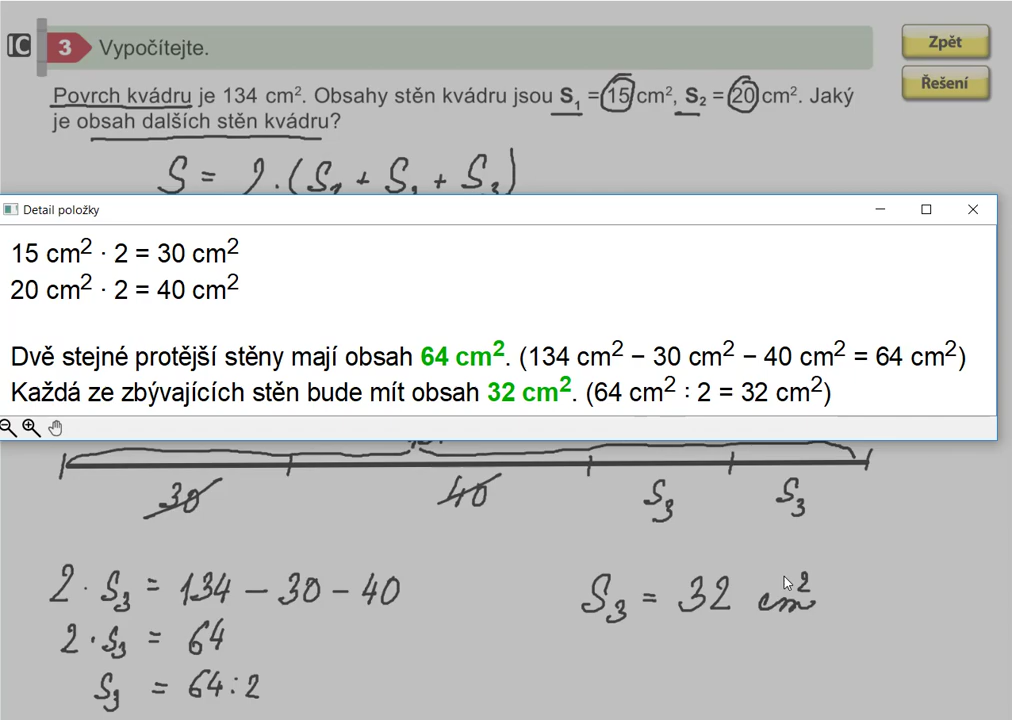 IC 3 Vypočítejte.
Zpět
Řešení
Povrch kvádru je 134 cm². Obsahy stěn kvádru jsou S₁ = 15 cm², S₂ = 20 cm². Jaký
je obsah dalších stěn kvádru?
S = 2 · (S₁ + S₂ + S₃)
Detail položky
15 cm² · 2 = 30 cm²
20 cm² · 2 = 40 cm²
Dvě stejné protější stěny mají obsah 64 cm². (134 cm² − 30 cm² − 40 cm² = 64 cm²)
Každá ze zbývajících stěn bude mít obsah 32 cm². (64 cm² : 2 = 32 cm²)
30 40 S₃ S₃
2 · S₃ = 134 − 30 − 40
2 · S₃ = 64
S₃ = 64 : 2
S₃ = 32 cm²